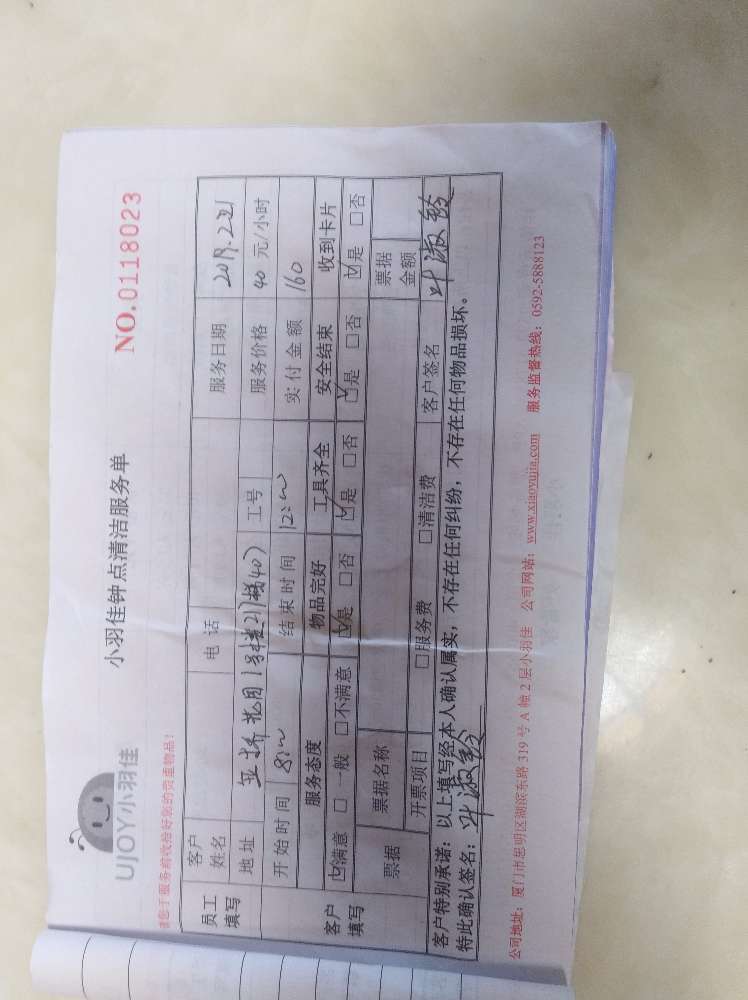 UJOY小羽佳
小羽佳钟点清洁服务单
NO.0118023
请您于服务前收拾好您的贵重物品！
员工填写 客户姓名 电话 服务日期 2019.2.21
地址 工号 服务价格 40 元/小时
开始时间 8:00 结束时间 12:00 实付金额 160
客户填写 服务态度 物品完好 工具齐全 安全结束 收到卡片
☑满意 □一般 □不满意 ☑是 □否 ☑是 □否 ☑是 □否 ☑是 □否
票据 票据名称 票据金额
开票项目 □服务费 □清洁费 客户签名 叶淑
客户特别承诺：以上填写经本人确认属实，不存在任何纠纷，不存在任何物品损坏。
特此确认签名：叶淑
公司地址：厦门市思明区湖滨东路 319 号 A 幢 2 层小羽佳 公司网站：www.xiaoyujia.com 服务监督热线：0592-5888123